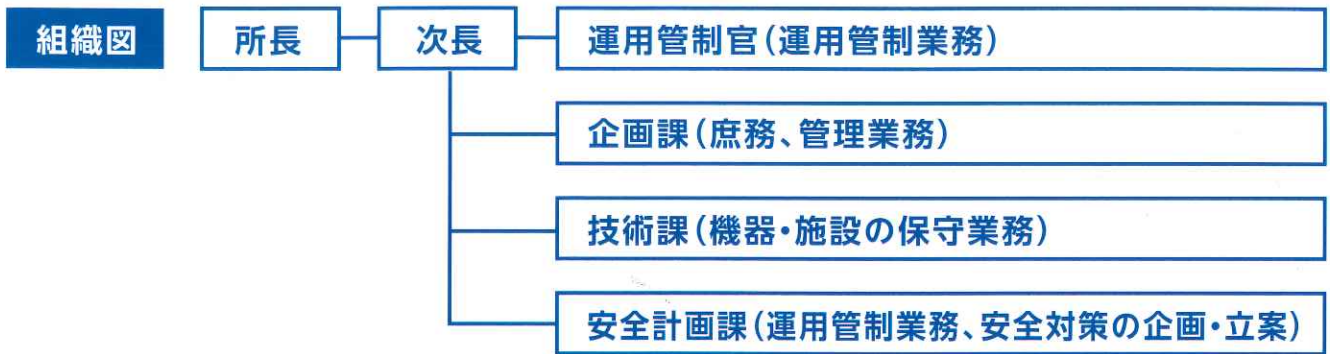 組織図
所長
次長
運用管制官(運用管制業務)
企画課(庶務、管理業務)
技術課(機器・施設の保守業務)
安全計画課(運用管制業務、安全対策の企画・立案)